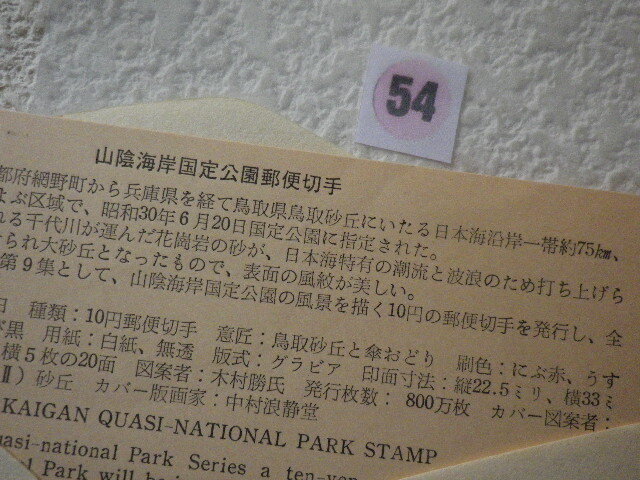 54
山陰海岸国定公園郵便切手
都府網野町から兵庫県を経て鳥取県鳥取砂丘にいたる日本海沿岸一帯約75km、
よぶ区域で、昭和30年6月20日国定公園に指定された。
れる千代川が運んだ花崗岩の砂が、日本海特有の潮流と波浪のため打ち上げら
けられ大砂丘となったもので、表面の風紋が美しい。
第9集として、山陰海岸国定公園の風景を描く10円の郵便切手を発行し、全
日 種類：10円郵便切手 意匠：鳥取砂丘と傘おどり 刷色：にぶ赤、うす
黒 用紙：白紙、無透 版式：グラビア 印面寸法：縦22.5ミリ、横33ミ
横5枚の20面 図案者：木村勝氏 発行枚数：800万枚 カバー図案者：
Ⅱ）砂丘 カバー版画家：中村浪静堂
KAIGAN QUASI-NATIONAL PARK STAMP
uasi-national Park Series a ten-yen
Park will be